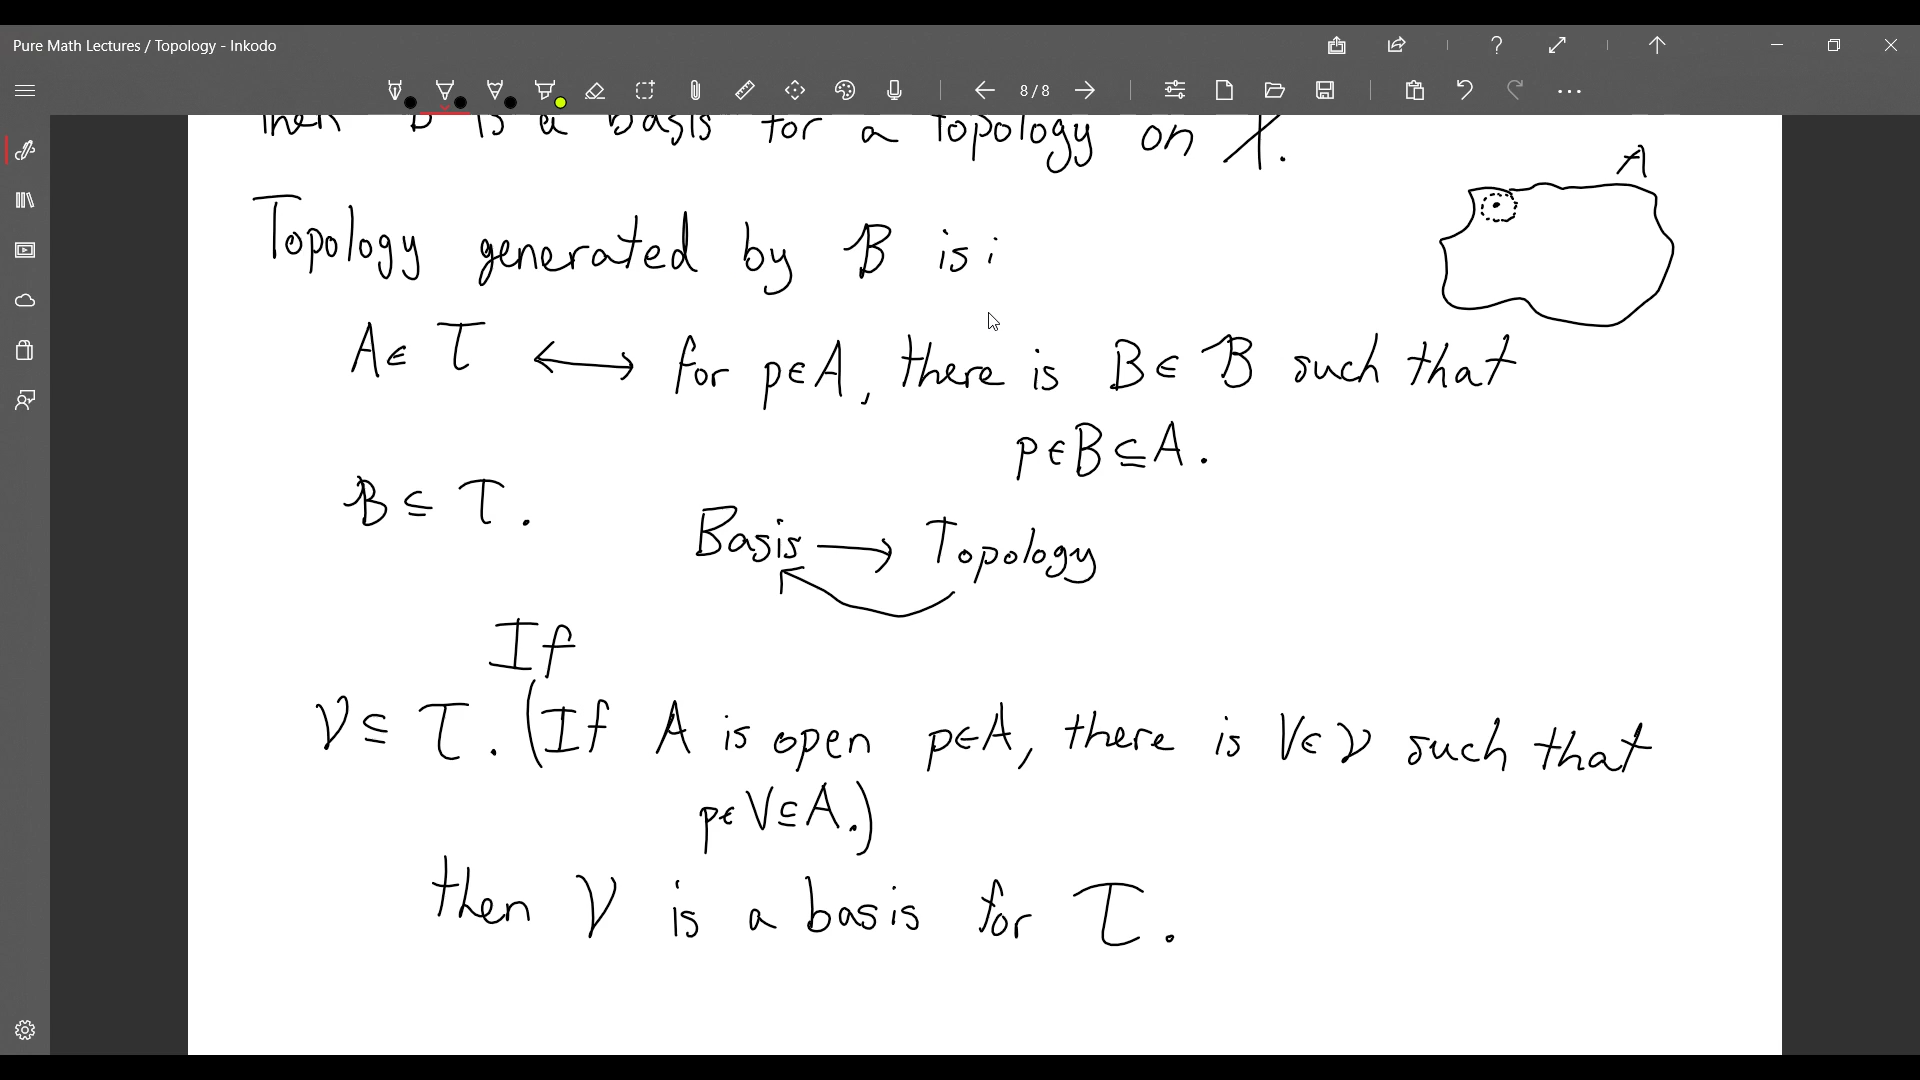 Pure Math Lectures / Topology - Inkodo
8 / 8
then B is a basis for a topology on X.
A
Topology generated by B is:
A ∈ T ⟷ for p∈A, there is B ∈ B such that
p∈B⊆A.
B ⊆ T.
Basis → Topology
If
V ⊆ T. (If A is open p∈A, there is V∈V such that
p∈V⊆A.)
then V is a basis for T.